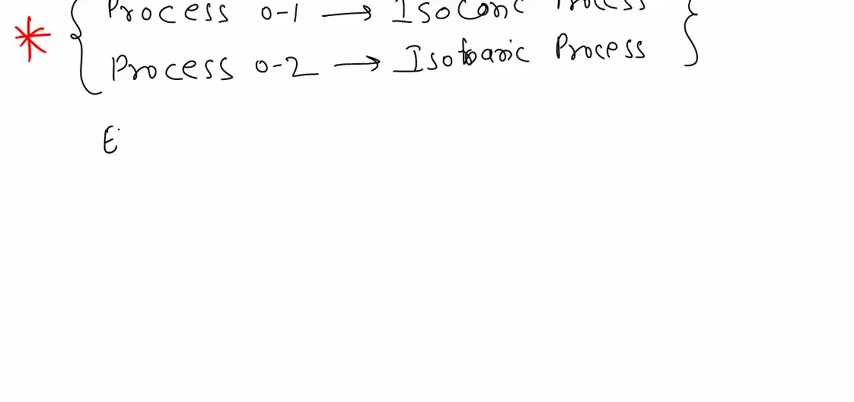 Process 0-1 → Isocoric Process
Process 0-2 → Isobaric Process
E